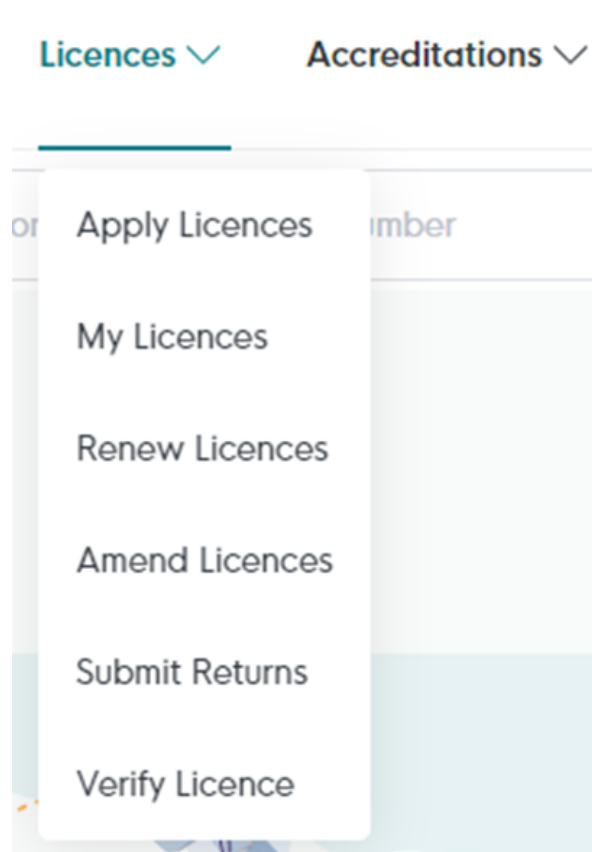 Licences Accreditations
Apply Licences
My Licences
Renew Licences
Amend Licences
Submit Returns
Verify Licence